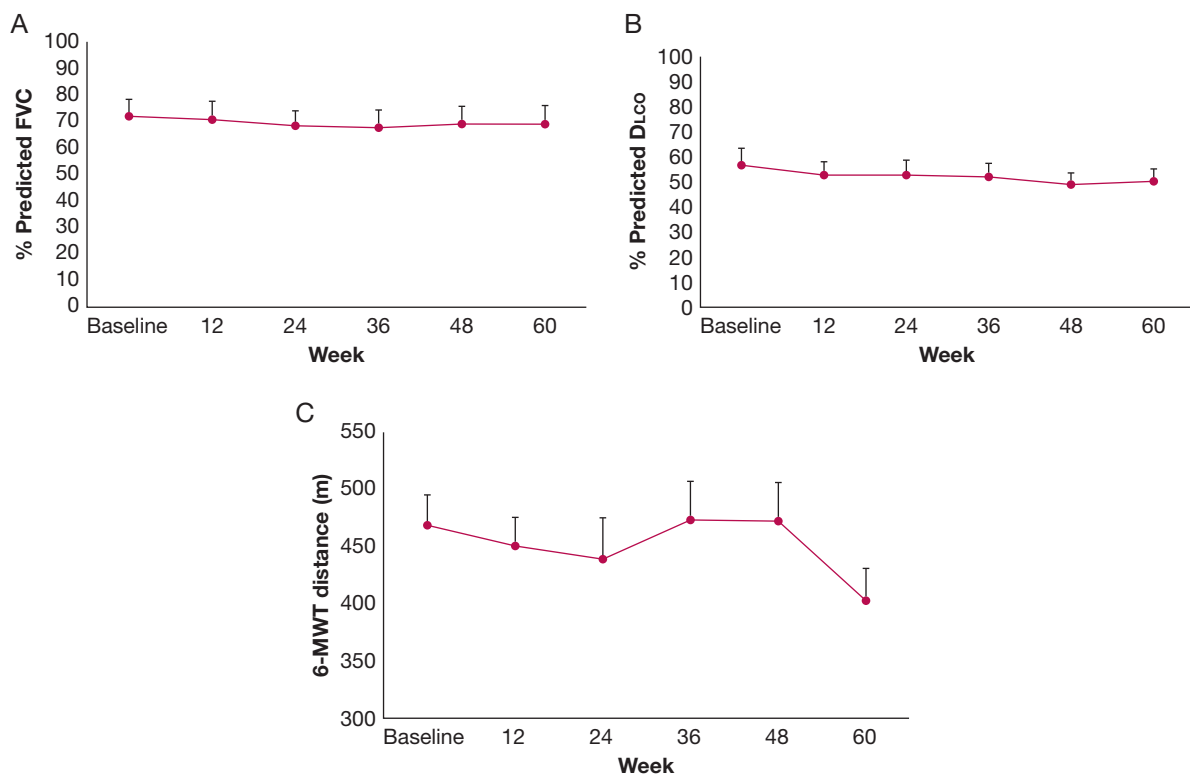 A
% Predicted FVC
100
90
80
70
60
50
40
30
20
10
0
Baseline 12 24 36 48 60
Week
B
% Predicted DLCO
100
90
80
70
60
50
40
30
20
10
0
Baseline 12 24 36 48 60
Week
C
6-MWT distance (m)
550
500
450
400
350
300
Baseline 12 24 36 48 60
Week